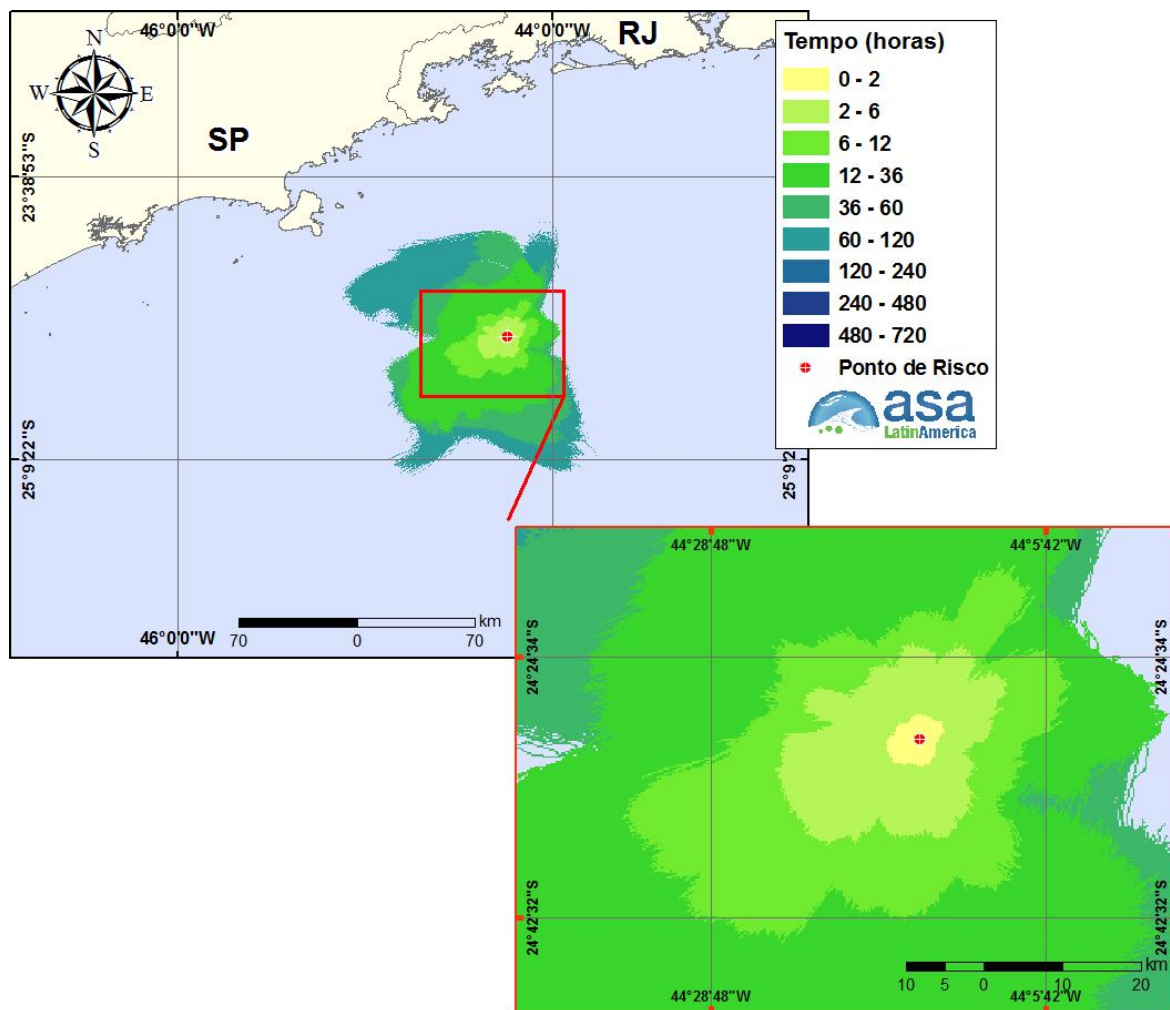 46°0'0"W
44°0'0"W
RJ
N
W
E
S
SP
23°38'53"S
23°38'53"S
25°9'22"S
25°9'2
46°0'0"W
km
70
0
70
Tempo (horas)
0 - 2
2 - 6
6 - 12
12 - 36
36 - 60
60 - 120
120 - 240
240 - 480
480 - 720
Ponto de Risco
asa
LatinAmerica
44°28'48"W
44°5'42"W
24°24'34"S
24°24'34"S
24°42'32"S
24°42'32"S
km
10
5
0
10
20
44°28'48"W
44°5'42"W